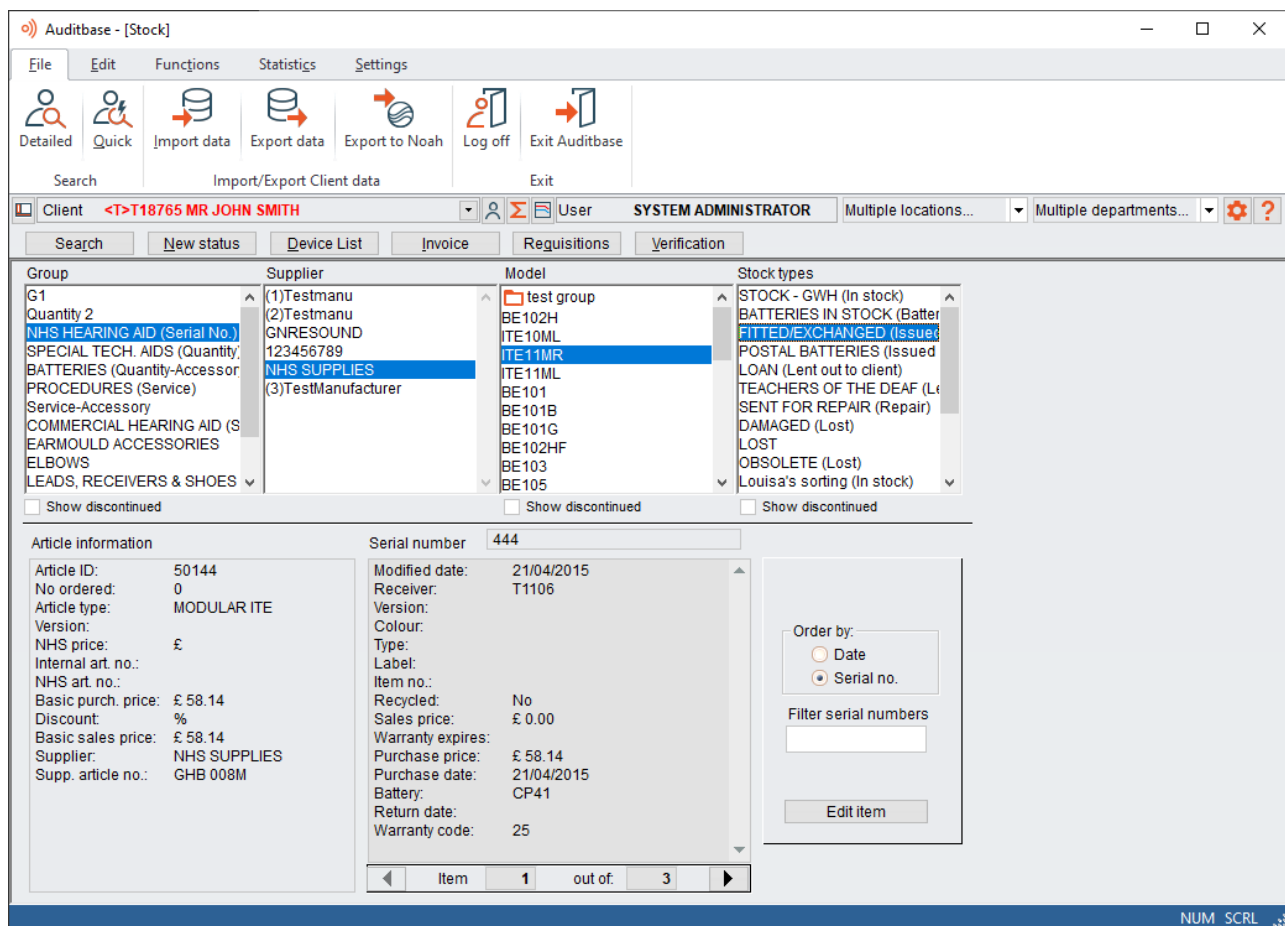 Auditbase - [Stock]
File Edit Functions Statistics Settings
Detailed Quick Import data Export data Export to Noah Log off Exit Auditbase
Search Import/Export Client data Exit
Client <T>T18765 MR JOHN SMITH User SYSTEM ADMINISTRATOR Multiple locations... Multiple departments... ?
Search New status Device List Invoice Requisitions Verification
Group
G1
Quantity 2
NHS HEARING AID (Serial No.)
SPECIAL TECH. AIDS (Quantity)
BATTERIES (Quantity-Accessor
PROCEDURES (Service)
Service-Accessory
COMMERCIAL HEARING AID (S
EARMOULD ACCESSORIES
ELBOWS
LEADS, RECEIVERS & SHOES
Show discontinued
Supplier
(1)Testmanu
(2)Testmanu
GNRESOUND
123456789
NHS SUPPLIES
(3)TestManufacturer
Model
test group
BE102H
ITE10ML
ITE11MR
ITE11ML
BE101
BE101B
BE101G
BE102HF
BE103
BE105
Show discontinued
Stock types
STOCK - GWH (In stock)
BATTERIES IN STOCK (Batter
FITTED/EXCHANGED (Issued
POSTAL BATTERIES (Issued
LOAN (Lent out to client)
TEACHERS OF THE DEAF (Le
SENT FOR REPAIR (Repair)
DAMAGED (Lost)
LOST
OBSOLETE (Lost)
Louisa's sorting (In stock)
Show discontinued
Article information
Article ID: 50144
No ordered: 0
Article type: MODULAR ITE
Version:
NHS price: £
Internal art. no.:
NHS art. no.:
Basic purch. price: £ 58.14
Discount: %
Basic sales price: £ 58.14
Supplier: NHS SUPPLIES
Supp. article no.: GHB 008M
Serial number 444
Modified date: 21/04/2015
Receiver: T1106
Version:
Colour:
Type:
Label:
Item no.:
Recycled: No
Sales price: £ 0.00
Warranty expires:
Purchase price: £ 58.14
Purchase date: 21/04/2015
Battery: CP41
Return date:
Warranty code: 25
Item 1 out of: 3
Order by:
Date
Serial no.
Filter serial numbers
Edit item
NUM SCRL